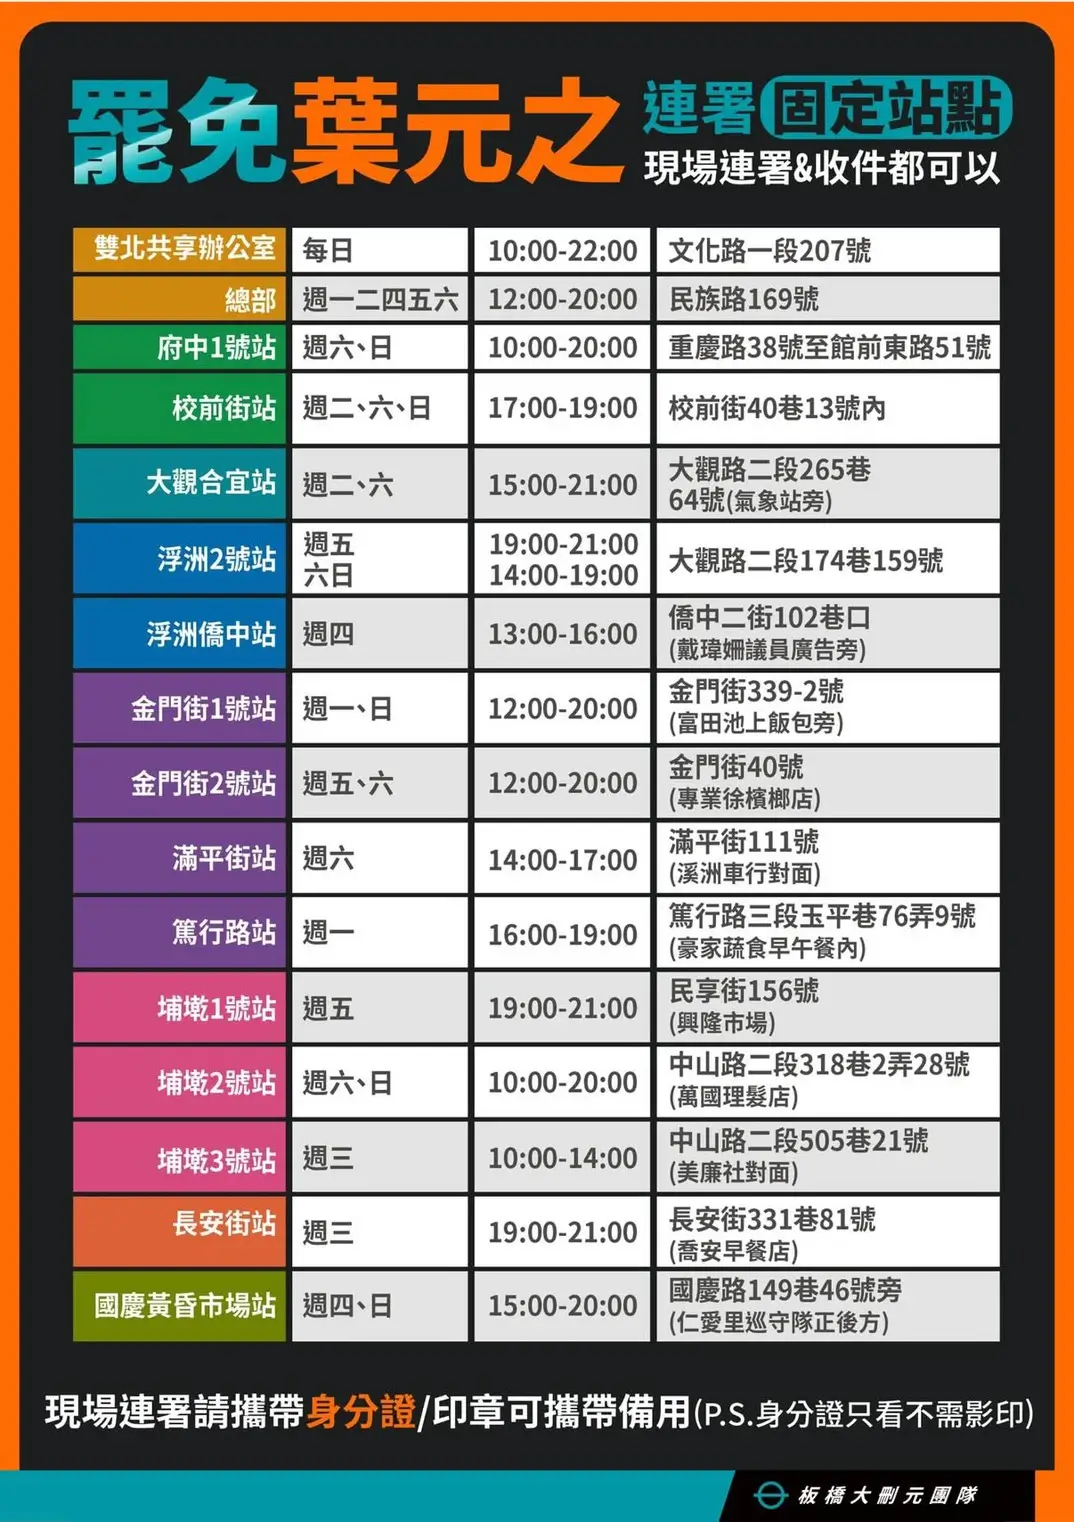 罷免葉元之
連署固定站點
現場連署&收件都可以
雙北共享辦公室 每日 10:00-22:00 文化路一段207號
總部 週一二四五六 12:00-20:00 民族路169號
府中1號站 週六、日 10:00-20:00 重慶路38號至館前東路51號
校前街站 週二、六、日 17:00-19:00 校前街40巷13號內
大觀合宜站 週二、六 15:00-21:00 大觀路二段265巷
64號(氣象站旁)
浮洲2號站 週五 19:00-21:00 大觀路二段174巷159號
六日 14:00-19:00
浮洲僑中站 週四 13:00-16:00 僑中二街102巷口
(戴瑋姍議員廣告旁)
金門街1號站 週一、日 12:00-20:00 金門街339-2號
(富田池上飯包旁)
金門街2號站 週五、六 12:00-20:00 金門街40號
(專業徐檳榔店)
滿平街站 週六 14:00-17:00 滿平街111號
(溪洲車行對面)
篤行路站 週一 16:00-19:00 篤行路三段玉平巷76弄9號
(豪家蔬食早午餐內)
埔墘1號站 週五 19:00-21:00 民享街156號
(興隆市場)
埔墘2號站 週六、日 10:00-20:00 中山路二段318巷2弄28號
(萬國理髮店)
埔墘3號站 週三 10:00-14:00 中山路二段505巷21號
(美廉社對面)
長安街站 週三 19:00-21:00 長安街331巷81號
(喬安早餐店)
國慶黃昏市場站 週四、日 15:00-20:00 國慶路149巷46號旁
(仁愛里巡守隊正後方)
現場連署請攜帶身分證/印章可攜帶備用(P.S.身分證只看不需影印)
板橋大刪元團隊